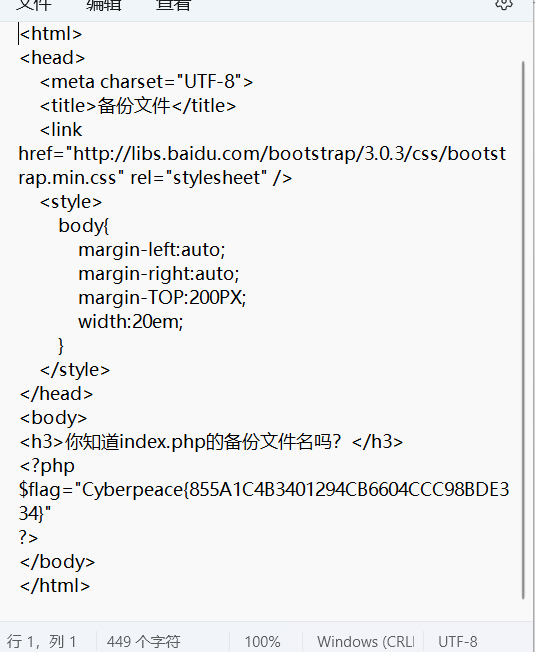 文件 编辑 查看
<html>
<head>
<meta charset="UTF-8">
<title>备份文件</title>
<link
href="http://libs.baidu.com/bootstrap/3.0.3/css/bootst
rap.min.css" rel="stylesheet" />
<style>
body{
margin-left:auto;
margin-right:auto;
margin-TOP:200PX;
width:20em;
}
</style>
</head>
<body>
<h3>你知道index.php的备份文件名吗？</h3>
<?php
$flag="Cyberpeace{855A1C4B3401294CB6604CCC98BDE3
34}"
?>
</body>
</html>
行 1，列 1 449 个字符 100% Windows (CRL UTF-8